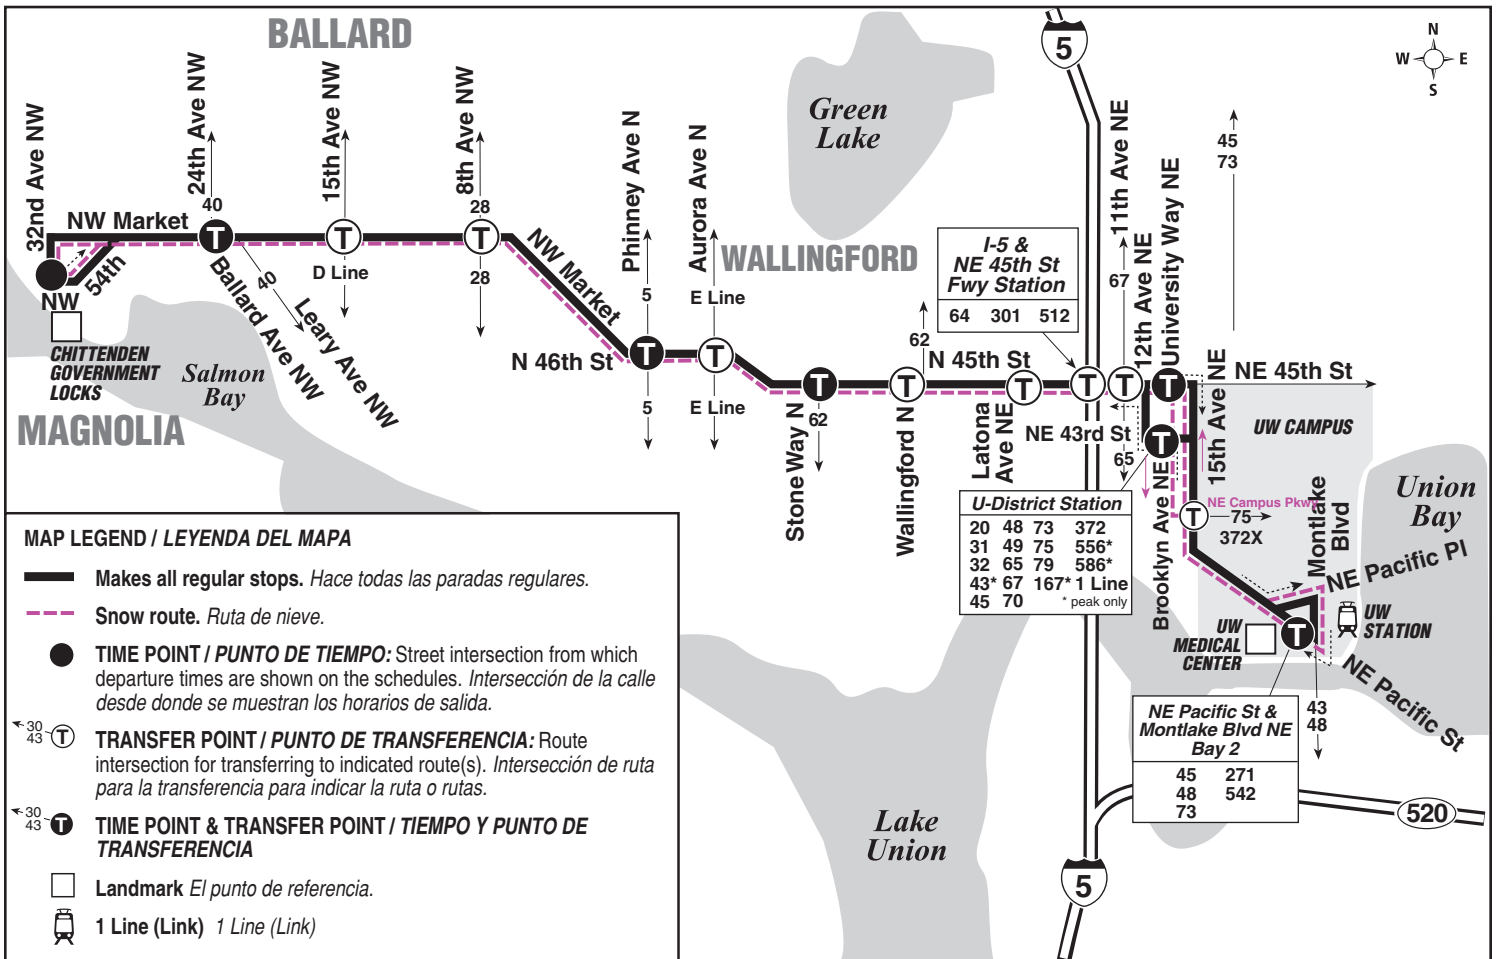 BALLARD
N
W E
S
5
32nd Ave NW
24th Ave NW
15th Ave NW
8th Ave NW
Phinney Ave N
Aurora Ave N
Green
Lake
11th Ave NE
12th Ave NE
University Way NE
45
73
40
28
NW Market
T
T
T
NW Market
WALLINGFORD
I-5 &
NE 45th St
Fwy Station
64 301 512
67
54th
NW
40
D Line
28
5
E Line
Ballard Ave NW
Leary Ave NW
CHITTENDEN
GOVERNMENT
LOCKS
Salmon
Bay
MAGNOLIA
N 46th St
T
T
5
E Line
62
N 45th St
T
T
T
T
T
T
NE 45th St
62
Stone Way N
Wallingford N
Latona
Ave NE
NE 43rd St
T
65
15th Ave NE
UW CAMPUS
U-District Station
20 48 73 372
31 49 75 556*
32 65 79 586*
43* 67 167* 1 Line
45 70 * peak only
Brooklyn Ave NE
NE Campus Pkwy
T
75
372X
Montlake
Blvd
Union
Bay
NE Pacific Pl
UW
STATION
UW
MEDICAL
CENTER
T
NE Pacific St
43
48
NE Pacific St &
Montlake Blvd NE
Bay 2
45 271
48 542
73
520
Lake
Union
5
MAP LEGEND / LEYENDA DEL MAPA
Makes all regular stops. Hace todas las paradas regulares.
Snow route. Ruta de nieve.
TIME POINT / PUNTO DE TIEMPO: Street intersection from which
departure times are shown on the schedules. Intersección de la calle
desde donde se muestran los horarios de salida.
30
43 T
TRANSFER POINT / PUNTO DE TRANSFERENCIA: Route
intersection for transferring to indicated route(s). Intersección de ruta
para la transferencia para indicar la ruta o rutas.
30
43 T
TIME POINT & TRANSFER POINT / TIEMPO Y PUNTO DE
TRANSFERENCIA
Landmark El punto de referencia.
1 Line (Link) 1 Line (Link)